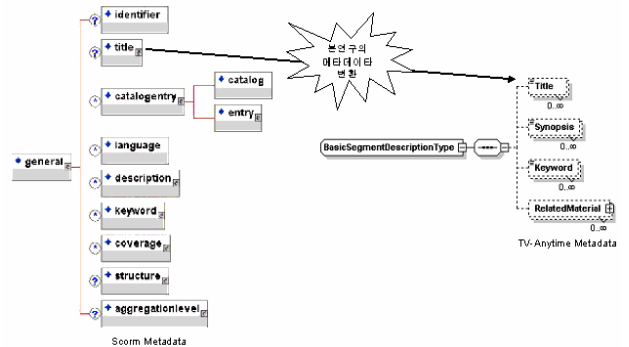 identifier
title
catalogentry
catalog
entry
language
general
description
keyword
coverage
structure
aggregationlevel
Scorm Metadata
본연구의
메타데이타
변환
BasicSegmentDescriptionType
Title
0..∞
Synopsis
0..∞
Keyword
0..∞
RelatedMaterial
0..∞
TV-Anytime Metadata